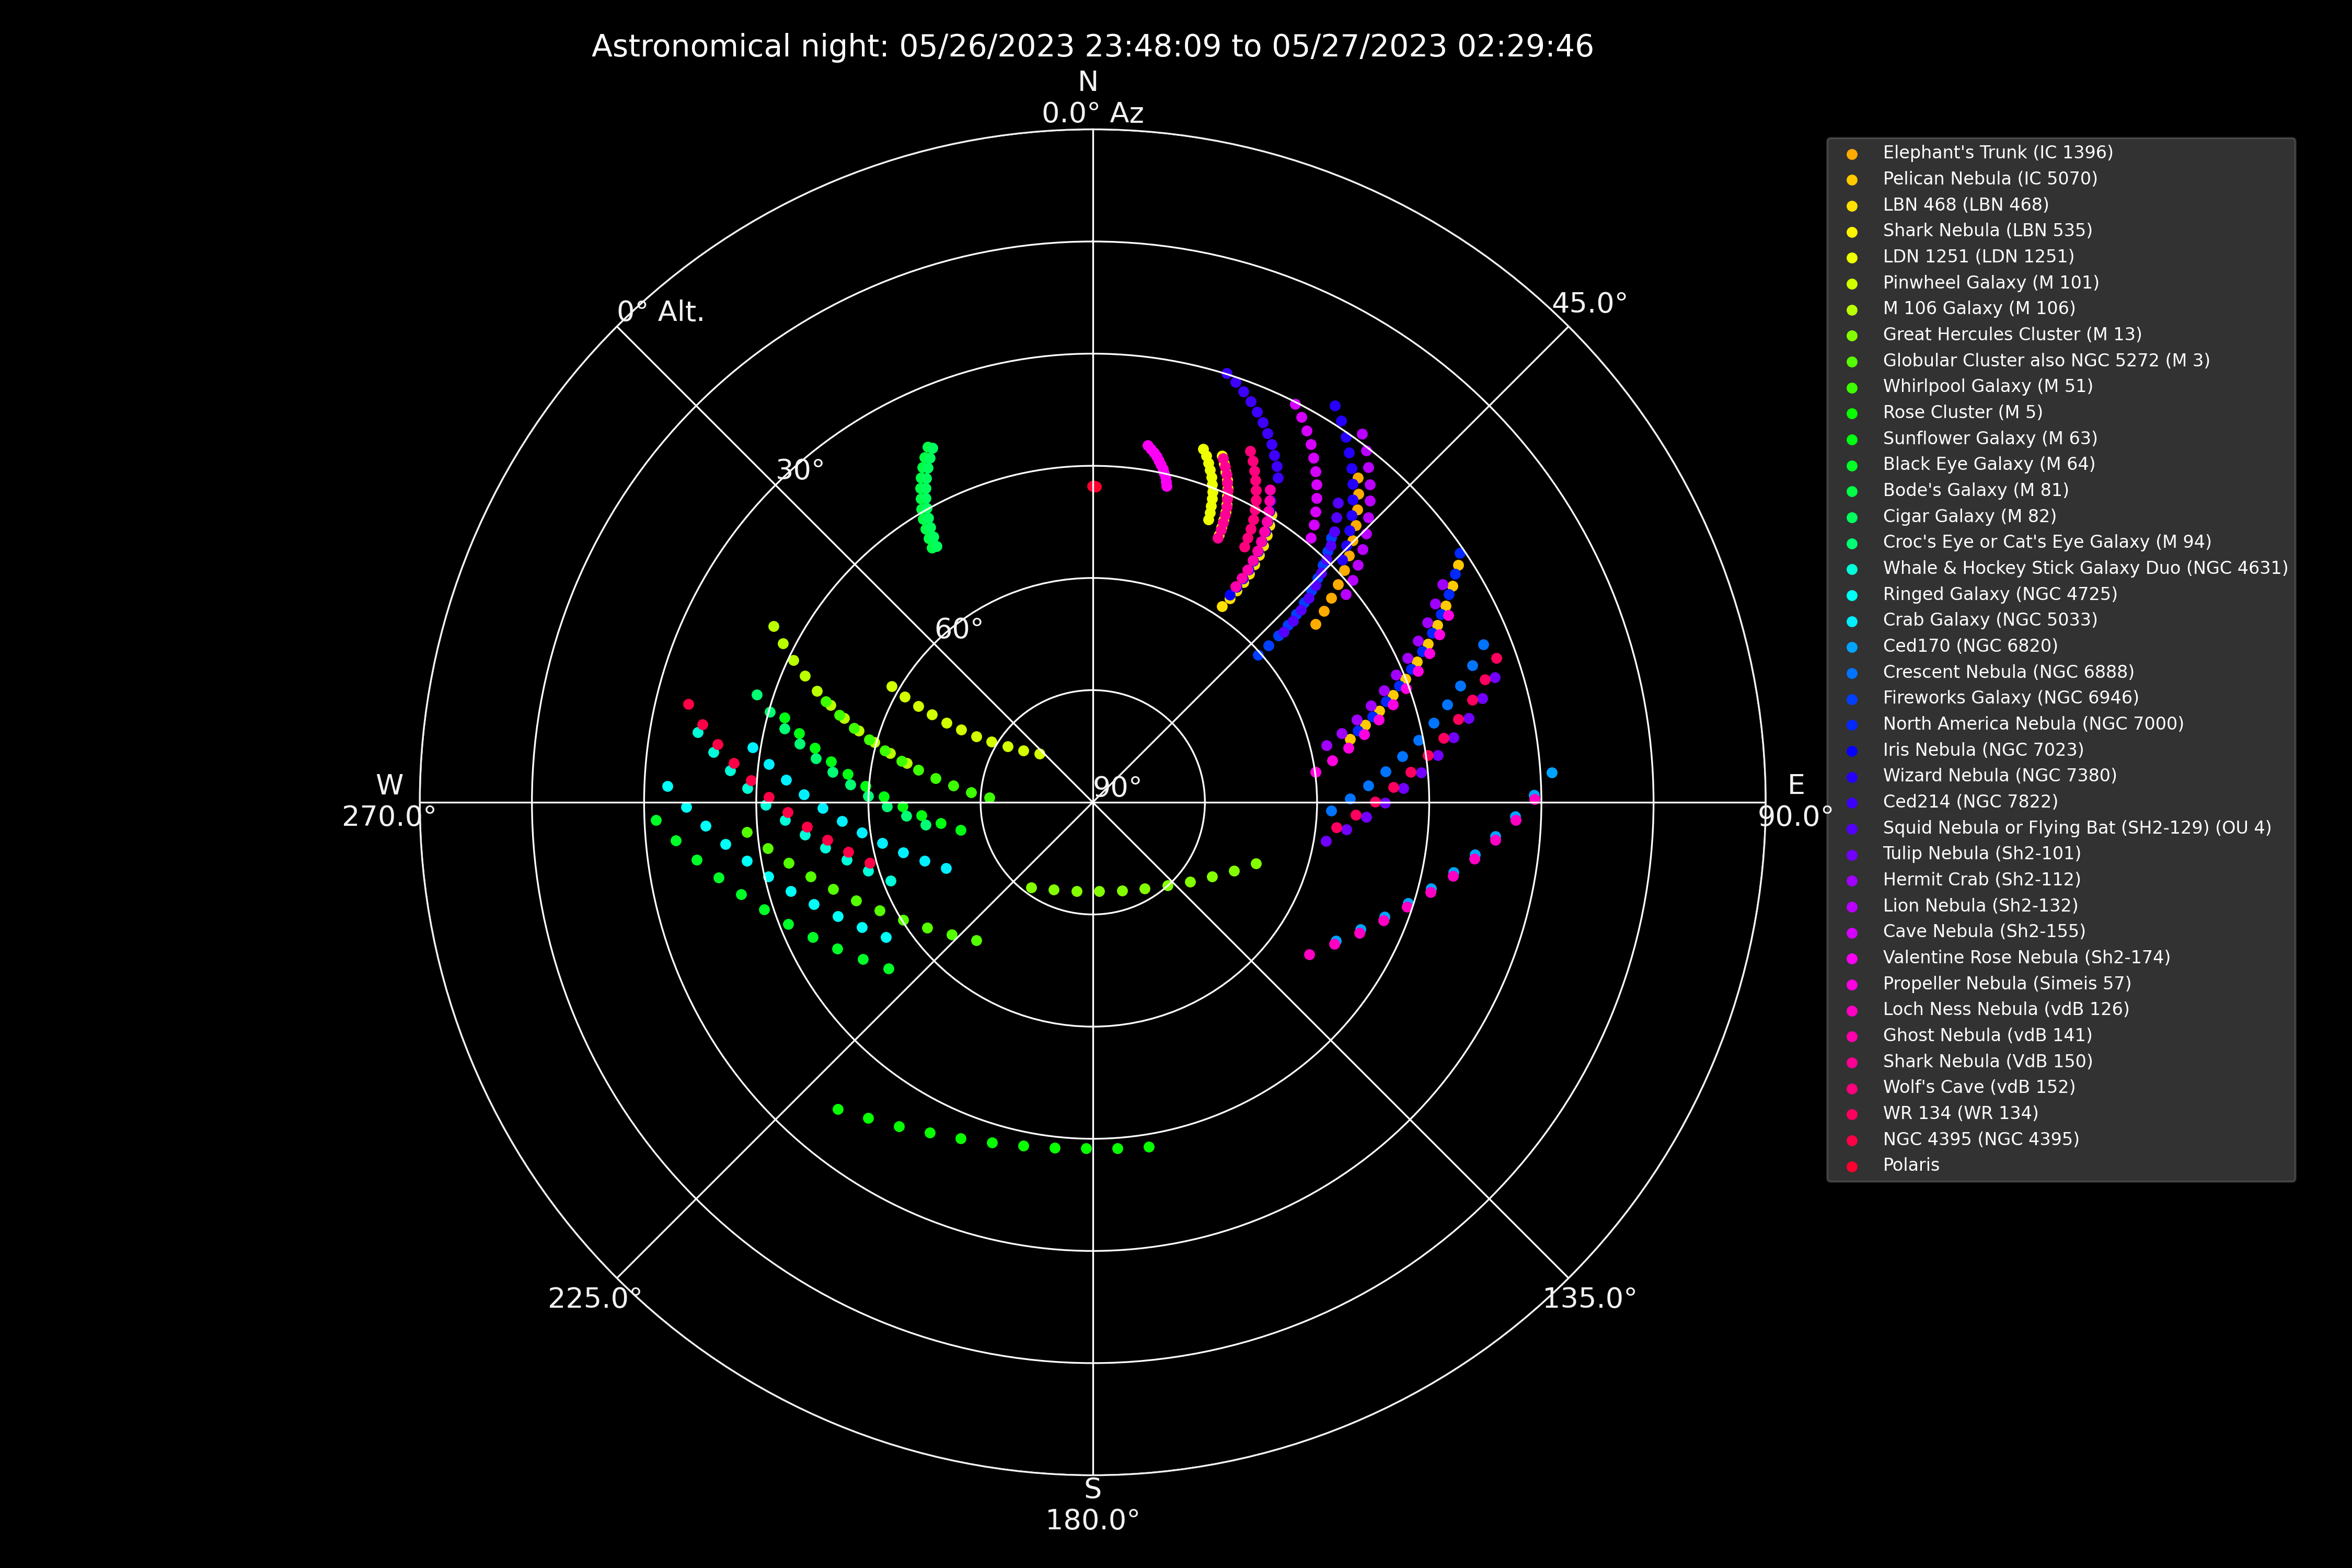 Astronomical night: 05/26/2023 23:48:09 to 05/27/2023 02:29:46
N
0.0° Az
45.0°
0° Alt.
30°
60°
90°
W
270.0°
E
90.0°
225.0°
135.0°
S
180.0°
Elephant's Trunk (IC 1396)
Pelican Nebula (IC 5070)
LBN 468 (LBN 468)
Shark Nebula (LBN 535)
LDN 1251 (LDN 1251)
Pinwheel Galaxy (M 101)
M 106 Galaxy (M 106)
Great Hercules Cluster (M 13)
Globular Cluster also NGC 5272 (M 3)
Whirlpool Galaxy (M 51)
Rose Cluster (M 5)
Sunflower Galaxy (M 63)
Black Eye Galaxy (M 64)
Bode's Galaxy (M 81)
Cigar Galaxy (M 82)
Croc's Eye or Cat's Eye Galaxy (M 94)
Whale & Hockey Stick Galaxy Duo (NGC 4631)
Ringed Galaxy (NGC 4725)
Crab Galaxy (NGC 5033)
Ced170 (NGC 6820)
Crescent Nebula (NGC 6888)
Fireworks Galaxy (NGC 6946)
North America Nebula (NGC 7000)
Iris Nebula (NGC 7023)
Wizard Nebula (NGC 7380)
Ced214 (NGC 7822)
Squid Nebula or Flying Bat (SH2-129) (OU 4)
Tulip Nebula (Sh2-101)
Hermit Crab (Sh2-112)
Lion Nebula (Sh2-132)
Cave Nebula (Sh2-155)
Valentine Rose Nebula (Sh2-174)
Propeller Nebula (Simeis 57)
Loch Ness Nebula (vdB 126)
Ghost Nebula (vdB 141)
Shark Nebula (VdB 150)
Wolf's Cave (vdB 152)
WR 134 (WR 134)
NGC 4395 (NGC 4395)
Polaris